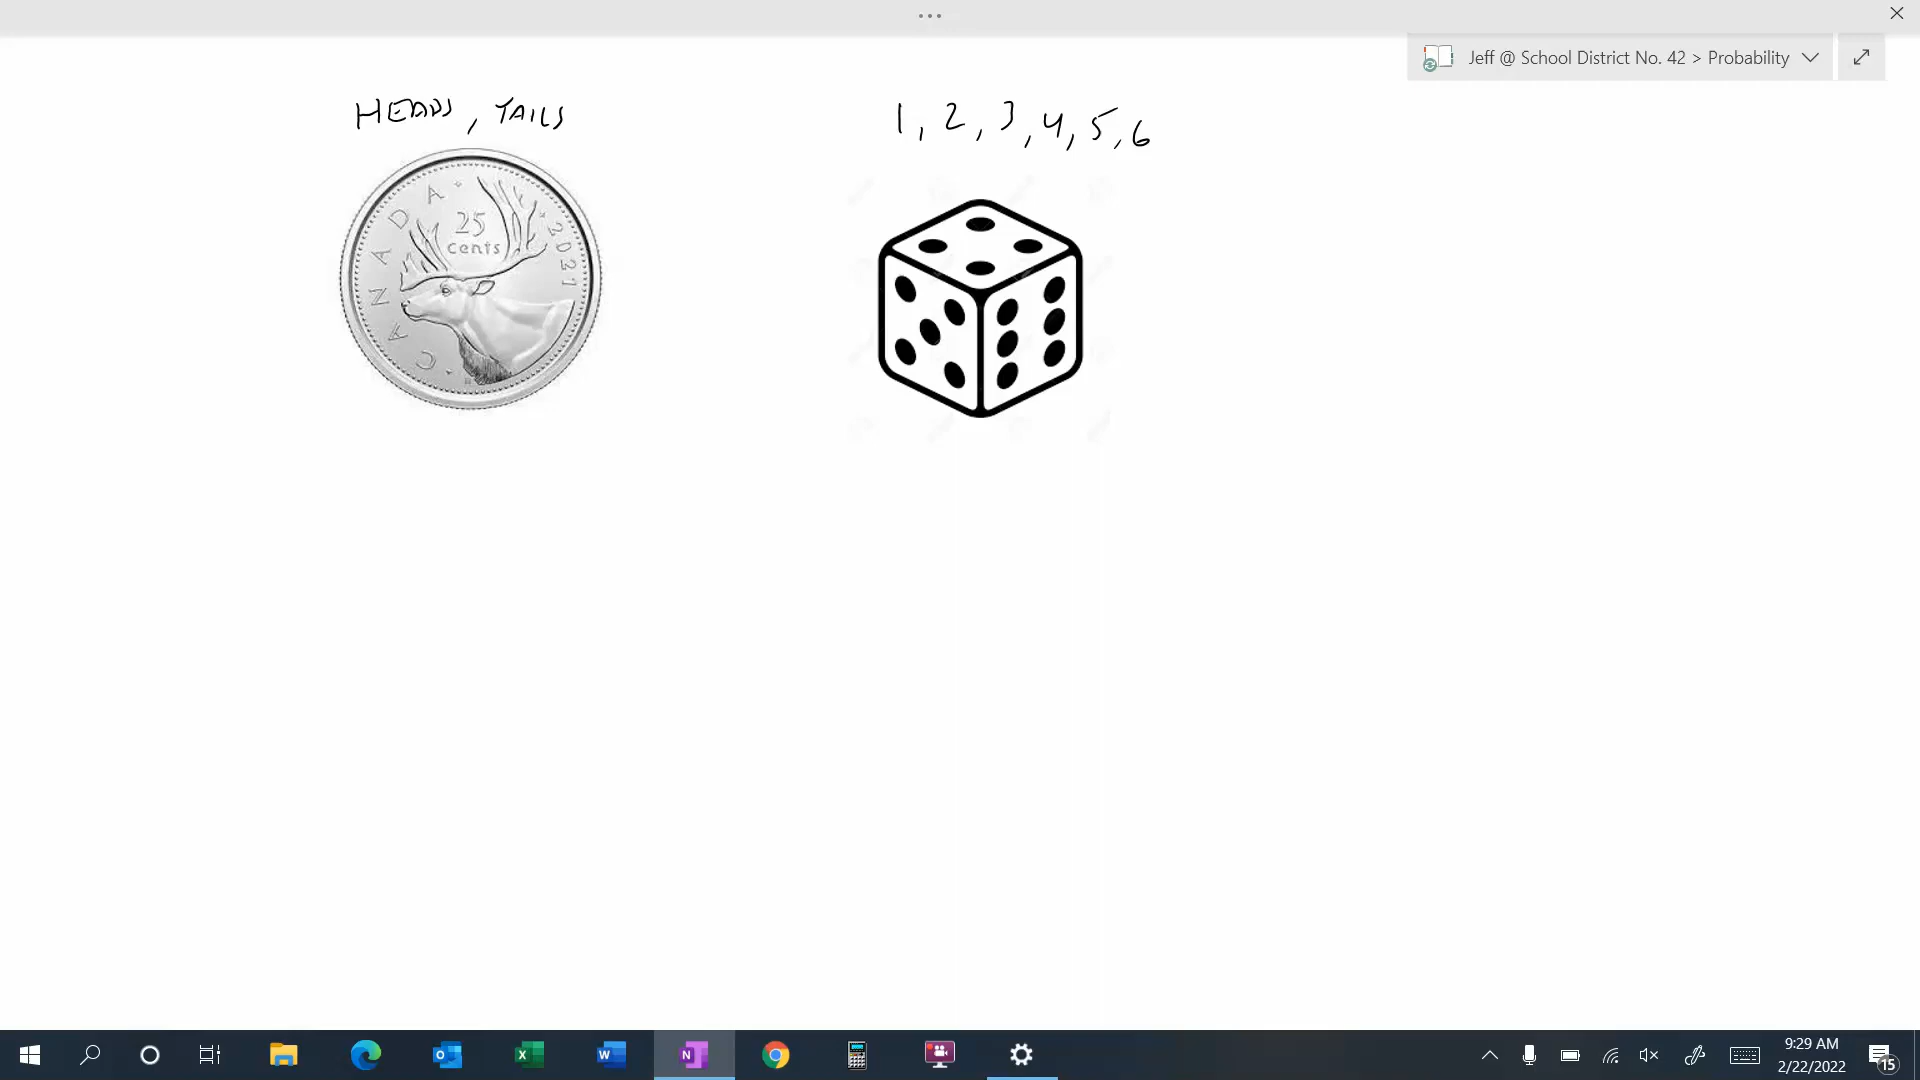 Jeff @ School District No. 42 > Probability
HEADS, TAILS
1, 2, 3, 4, 5, 6
CANADA 25 cents 2021
9:29 AM
2/22/2022
15